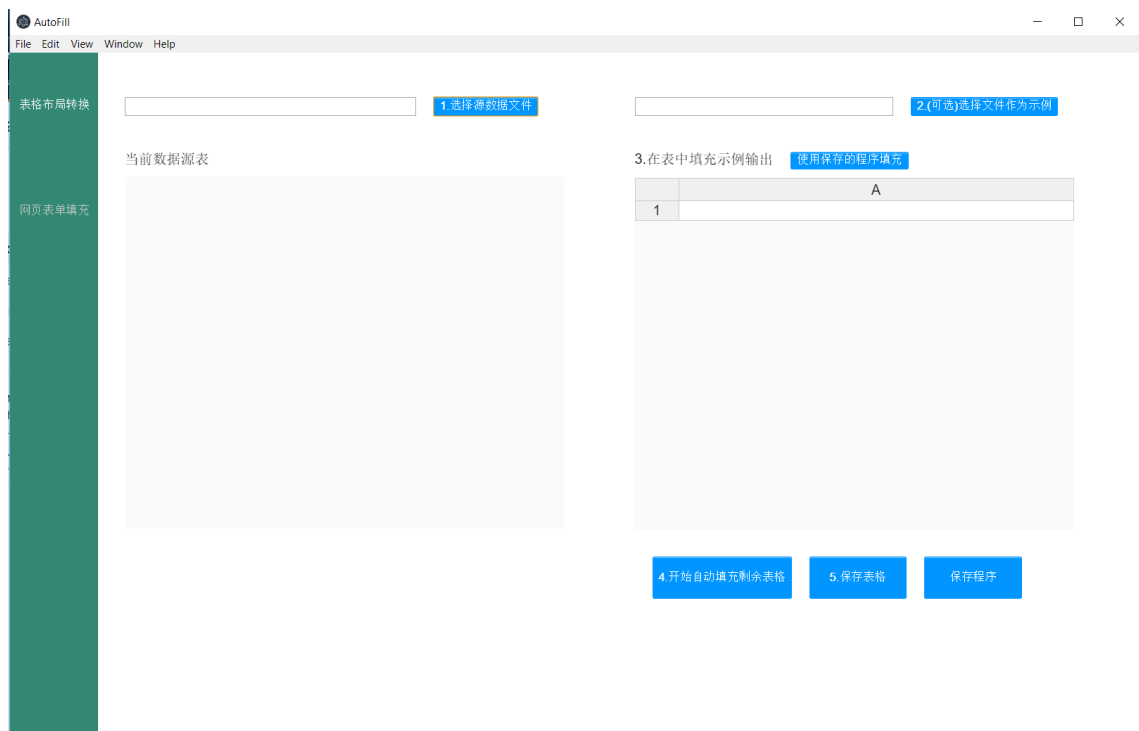 AutoFill
File Edit View Window Help
表格布局转换
1.选择源数据文件
2.(可选)选择文件作为示例
当前数据源表
3.在表中填充示例输出
使用保存的程序填充
A
1
网页表单填充
4.开始自动填充剩余表格
5.保存表格
保存程序